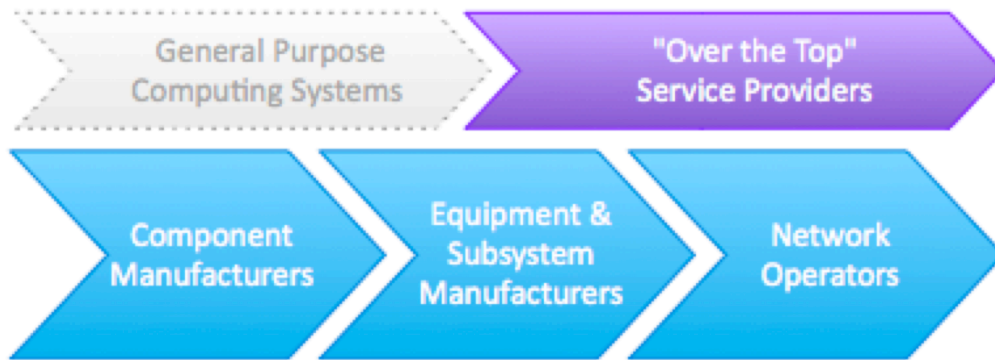 General Purpose
Computing Systems
"Over the Top"
Service Providers
Component
Manufacturers
Equipment &
Subsystem
Manufacturers
Network
Operators